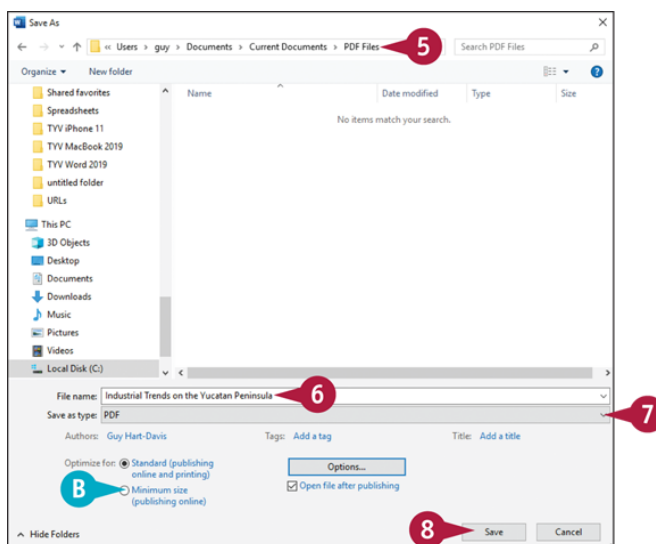 Save As
« Users > guy > Documents > Current Documents > PDF Files
5
Search PDF Files
Organize
New folder
Shared favorites
Spreadsheets
TYV iPhone 11
TYV MacBook 2019
TYV Word 2019
untitled folder
URLs
This PC
3D Objects
Desktop
Documents
Downloads
Music
Pictures
Videos
Local Disk (C:)
Name
Date modified
Type
Size
No items match your search.
File name: Industrial Trends on the Yucatan Peninsula
6
Save as type: PDF
7
Authors: Guy Hart-Davis
Tags: Add a tag
Title: Add a title
Optimize for: Standard (publishing
online and printing)
B
Minimum size
(publishing online)
Options...
Open file after publishing
Hide Folders
8
Save
Cancel